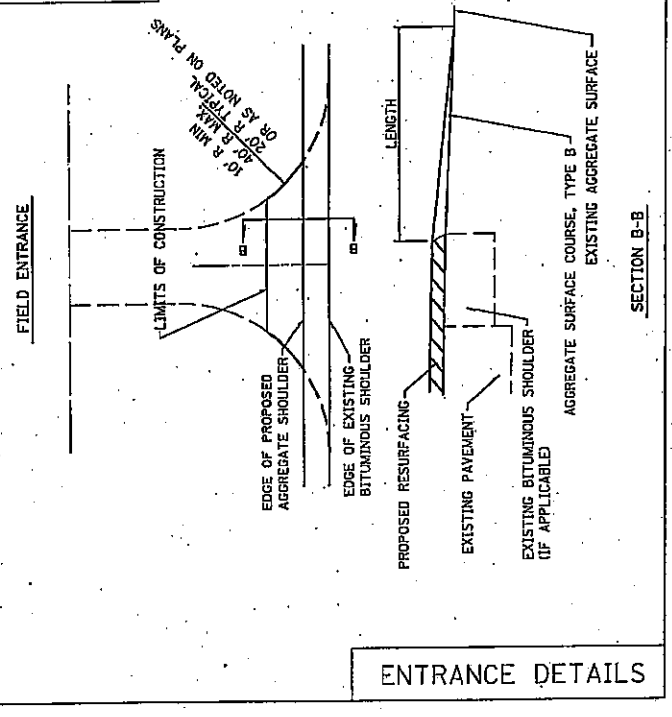 FIELD ENTRANCE
10' R MIN
40' R MAX.
20' R TYPICAL
OR AS NOTED ON PLANS
LIMITS OF CONSTRUCTION
B
B
EDGE OF PROPOSED
AGGREGATE SHOULDER
EDGE OF EXISTING
BITUMINOUS SHOULDER
LENGTH
PROPOSED RESURFACING
EXISTING PAVEMENT
EXISTING BITUMINOUS SHOULDER
(IF APPLICABLE)
AGGREGATE SURFACE COURSE, TYPE B
EXISTING AGGREGATE SURFACE
SECTION B-B
ENTRANCE DETAILS